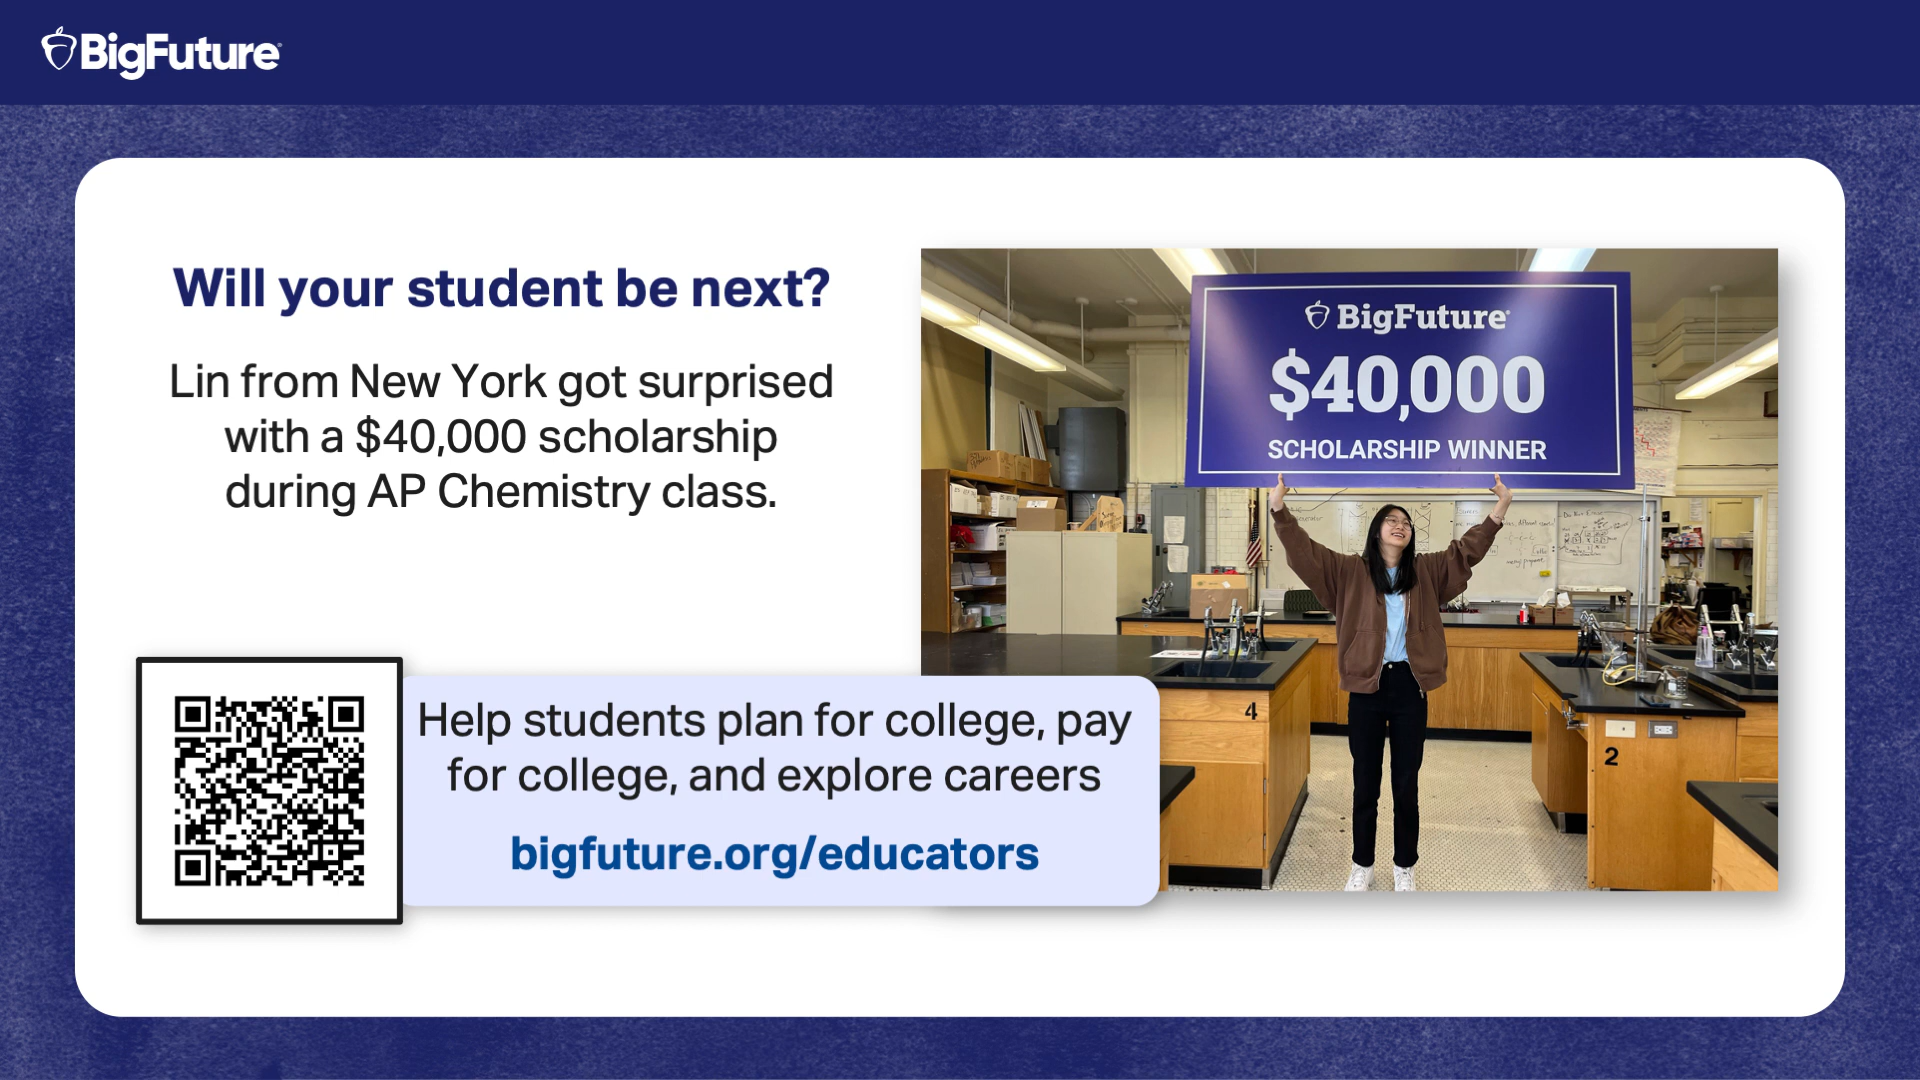 BigFuture
Will your student be next?
Lin from New York got surprised
with a $40,000 scholarship
during AP Chemistry class.
BigFuture
$40,000
SCHOLARSHIP WINNER
Help students plan for college, pay
for college, and explore careers
bigfuture.org/educators
4
2